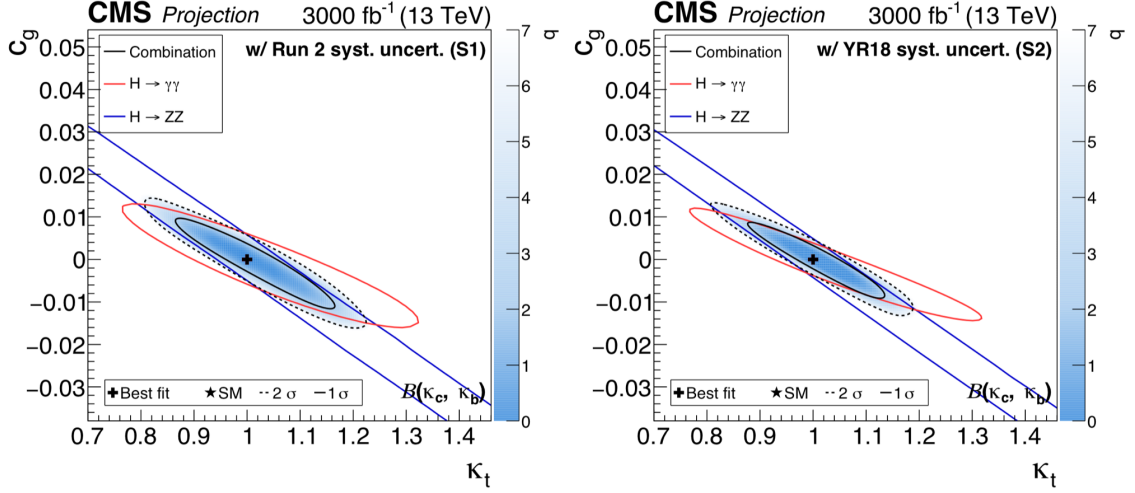 CMS Projection 3000 fb⁻¹ (13 TeV)
c_g
w/ Run 2 syst. uncert. (S1)
Combination
H → γγ
H → ZZ
0.05
0.04
0.03
0.02
0.01
0
−0.01
−0.02
−0.03
Best fit ★SM 2 σ 1σ
B(κ_c, κ_b)
0.7 0.8 0.9 1 1.1 1.2 1.3 1.4
κ_t
q
7
6
5
4
3
2
1
0
CMS Projection 3000 fb⁻¹ (13 TeV)
c_g
w/ YR18 syst. uncert. (S2)
Combination
H → γγ
H → ZZ
0.05
0.04
0.03
0.02
0.01
0
−0.01
−0.02
−0.03
Best fit ★SM 2 σ 1σ
B(κ_c, κ_b)
0.7 0.8 0.9 1 1.1 1.2 1.3 1.4
κ_t
q
7
6
5
4
3
2
1
0